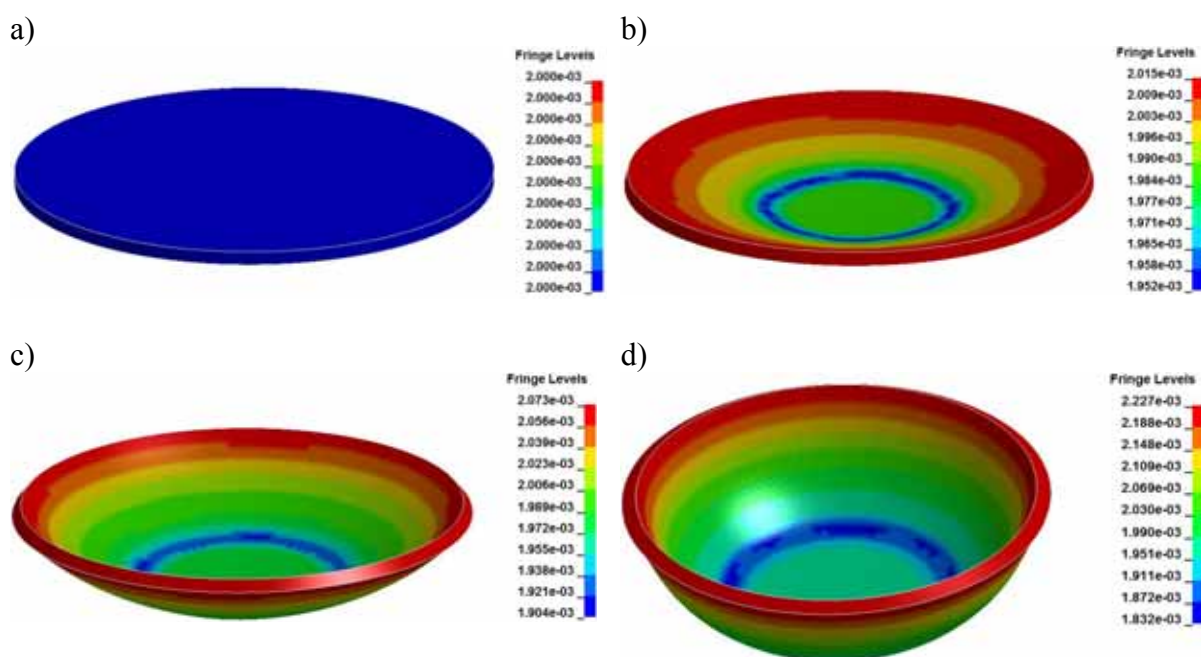 a)
Fringe Levels
2.000e-03
2.000e-03
2.000e-03
2.000e-03
2.000e-03
2.000e-03
2.000e-03
2.000e-03
2.000e-03
2.000e-03
2.000e-03
b)
Fringe Levels
2.015e-03
2.009e-03
2.003e-03
1.996e-03
1.990e-03
1.984e-03
1.977e-03
1.971e-03
1.965e-03
1.958e-03
1.952e-03
c)
Fringe Levels
2.073e-03
2.056e-03
2.039e-03
2.023e-03
2.006e-03
1.989e-03
1.972e-03
1.955e-03
1.938e-03
1.921e-03
1.904e-03
d)
Fringe Levels
2.227e-03
2.188e-03
2.148e-03
2.109e-03
2.069e-03
2.030e-03
1.990e-03
1.951e-03
1.911e-03
1.872e-03
1.832e-03